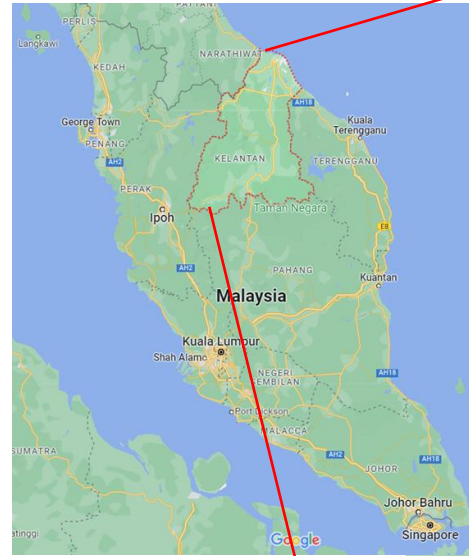 PATTANI
PERLIS
Langkawi
NARATHIWAT
KEDAH
AH18
George Town
PENANG
Kuala
Terengganu
AH2
KELANTAN
TERENGGANU
PERAK
Taman Negara
Ipoh
E8
AH2
PAHANG
Kuantan
Malaysia
Kuala Lumpur
Shah Alam
NEGERI
SEMBILAN
AH18
Port Dickson
MALACCA
SUMATRA
AH2
AH18
JOHOR
Johor Bahru
Singapore
atinggi
Google